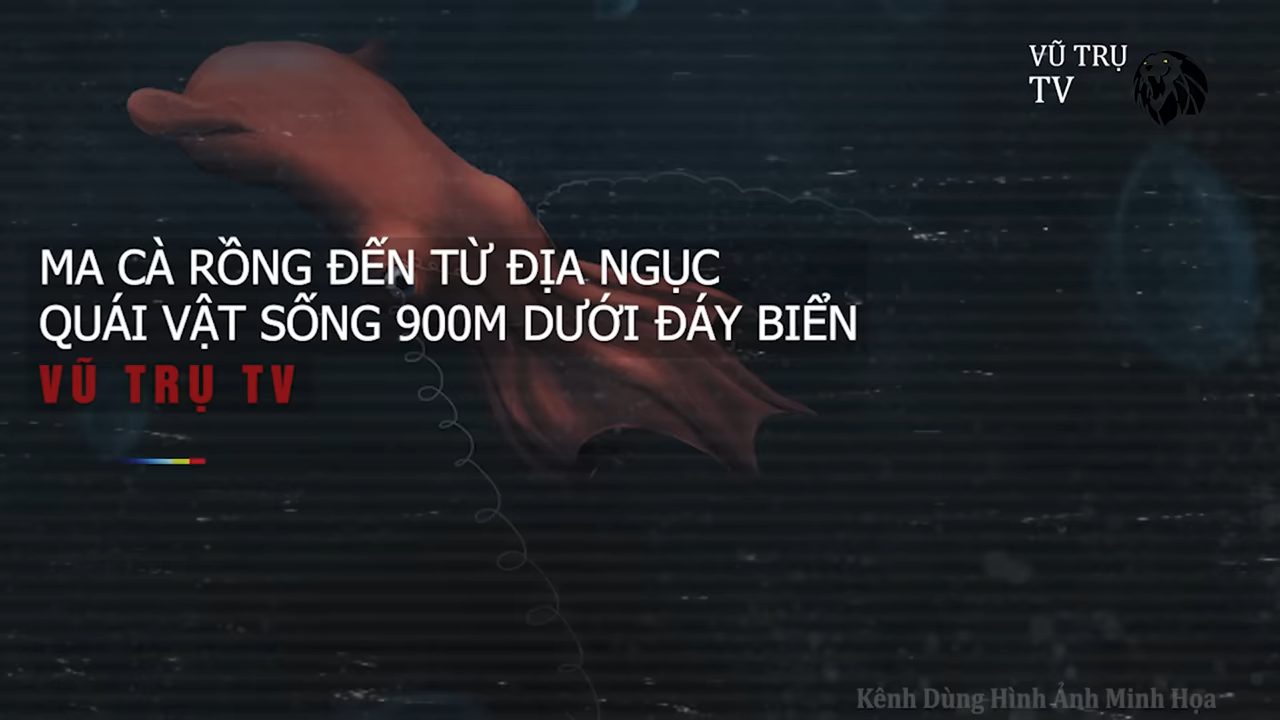 VŨ TRỤ
TV
MA CÀ RỒNG ĐẾN TỪ ĐỊA NGỤC
QUÁI VẬT SỐNG 900M DƯỚI ĐÁY BIỂN
VŨ TRỤ TV
Kênh Dùng Hình Ảnh Minh Họa